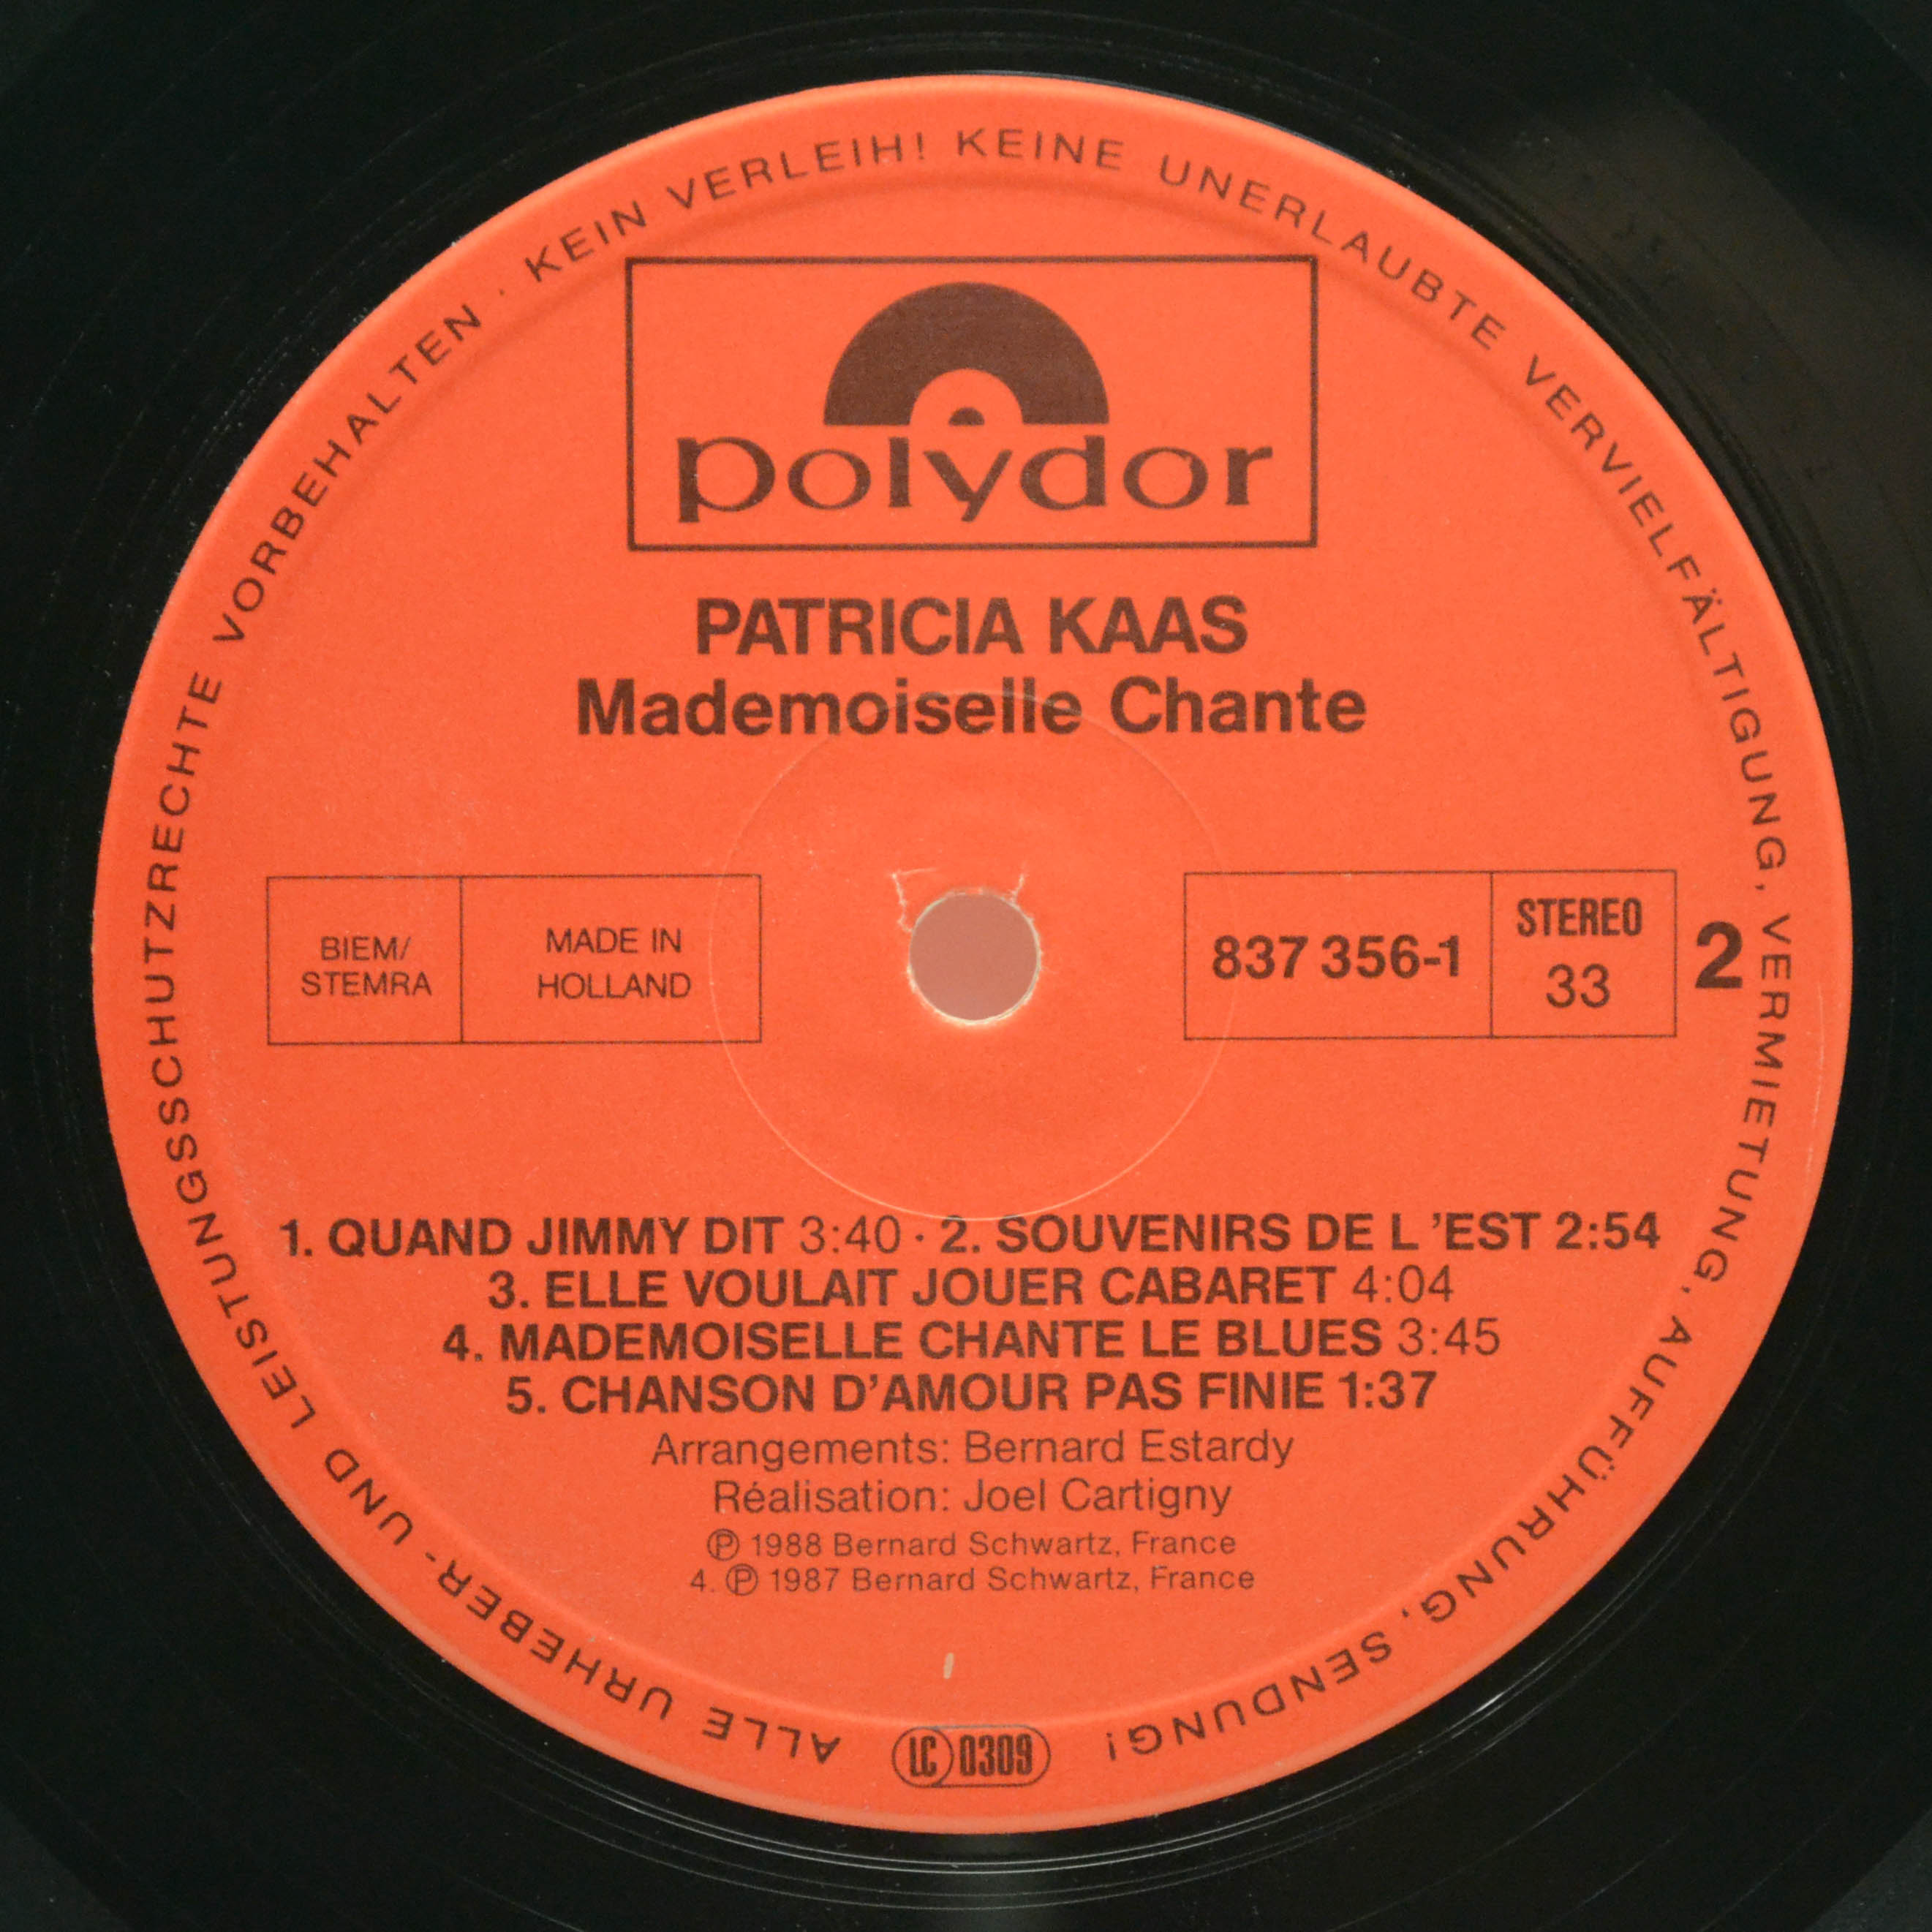 ALLE URHEBER- UND LEISTUNGSSCHUTZRECHTE VORBEHALTEN · KEIN VERLEIH! KEINE UNERLAUBTE VERVIELFÄLTIGUNG, VERMIETUNG, AUFFÜHRUNG, SENDUNG!
polydor
PATRICIA KAAS
Mademoiselle Chante
BIEM/
STEMRA
MADE IN
HOLLAND
837 356-1
STEREO
33
2
1. QUAND JIMMY DIT 3:40 · 2. SOUVENIRS DE L 'EST 2:54
3. ELLE VOULAIT JOUER CABARET 4:04
4. MADEMOISELLE CHANTE LE BLUES 3:45
5. CHANSON D'AMOUR PAS FINIE 1:37
Arrangements: Bernard Estardy
Réalisation: Joel Cartigny
℗ 1988 Bernard Schwartz, France
4. ℗ 1987 Bernard Schwartz, France
LC 0309